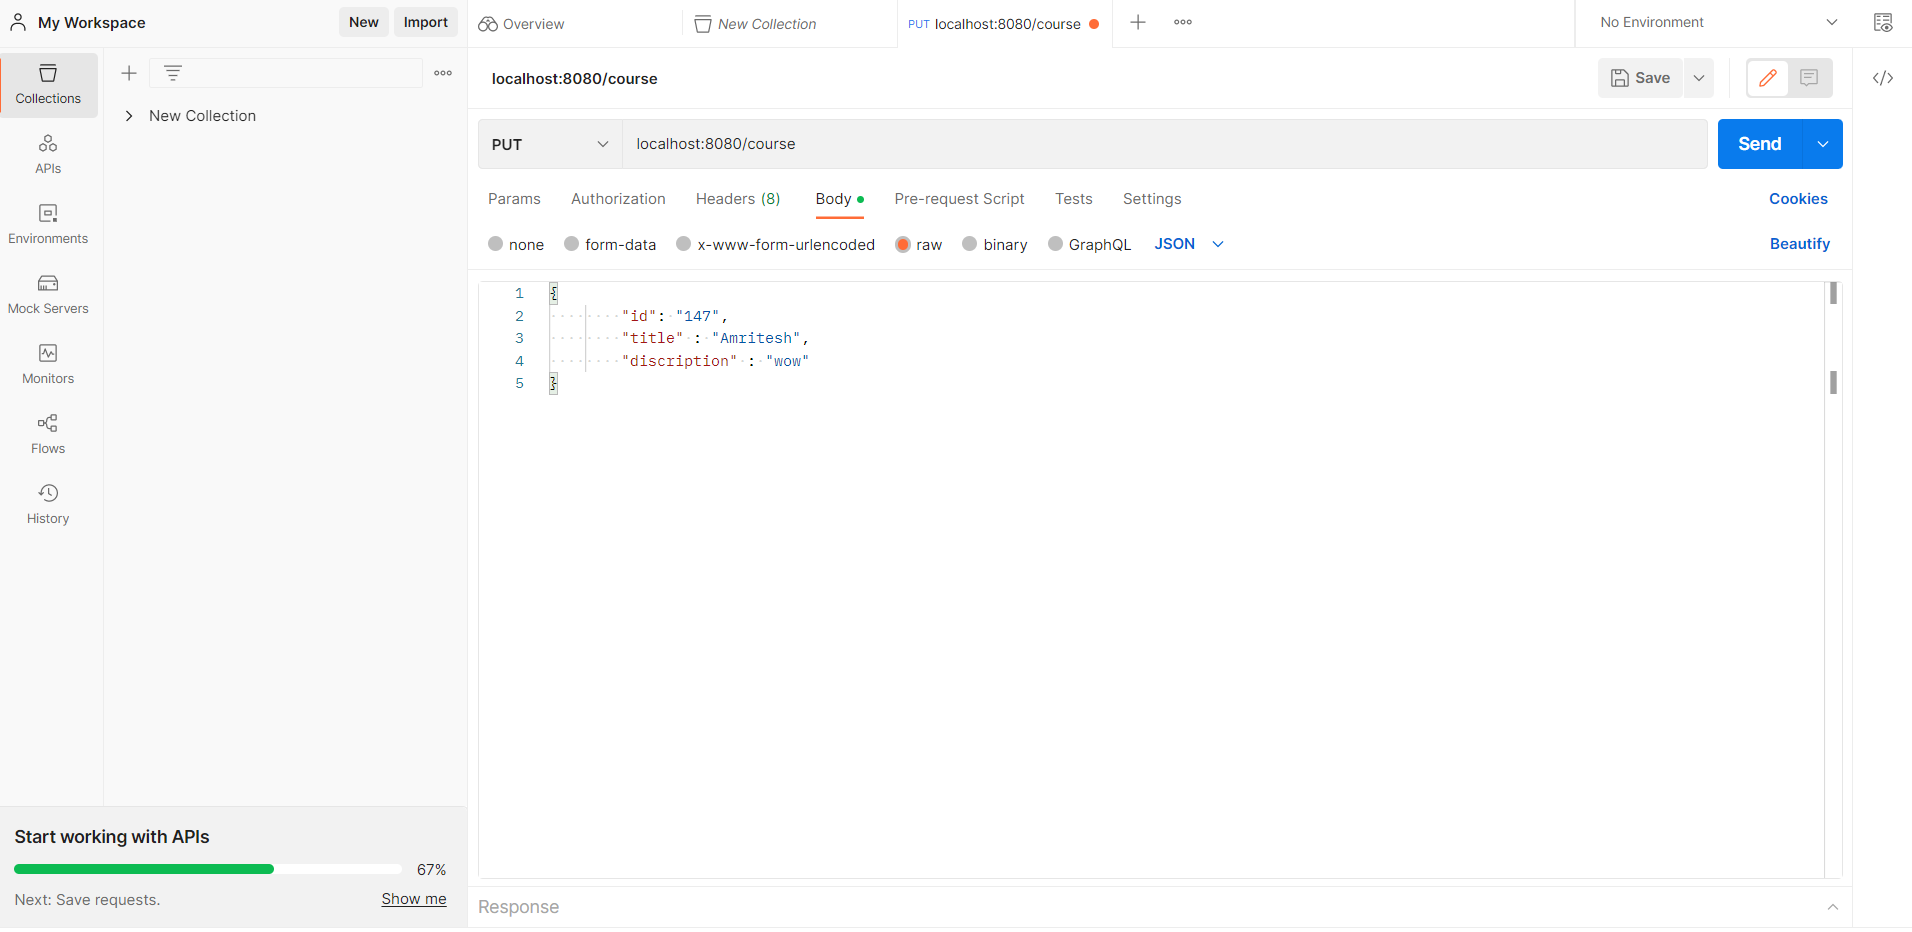 My Workspace
New
Import
Overview
New Collection
PUT localhost:8080/course
No Environment
Collections
APIs
Environments
Mock Servers
Monitors
Flows
History
New Collection
localhost:8080/course
Save
PUT
localhost:8080/course
Send
Params
Authorization
Headers (8)
Body
Pre-request Script
Tests
Settings
Cookies
none
form-data
x-www-form-urlencoded
raw
binary
GraphQL
JSON
Beautify
1 {
2 "id": "147",
3 "title" : "Amritesh",
4 "discription" : "wow"
5 }
Start working with APIs
67%
Next: Save requests.
Show me
Response